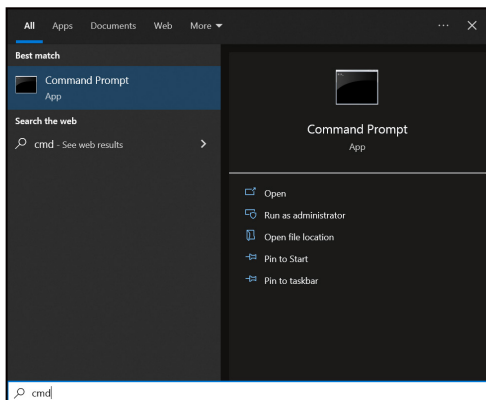 All Apps Documents Web More
Best match
Command Prompt
App
Search the web
cmd - See web results
Command Prompt
App
Open
Run as administrator
Open file location
Pin to Start
Pin to taskbar
cmd